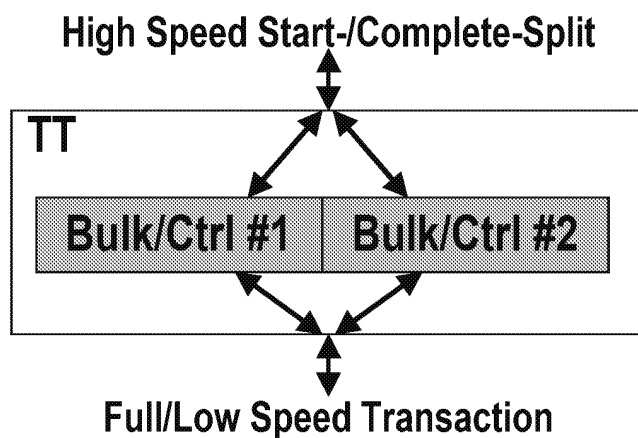 High Speed Start-/Complete-Split
TT
Bulk/Ctrl #1
Bulk/Ctrl #2
Full/Low Speed Transaction